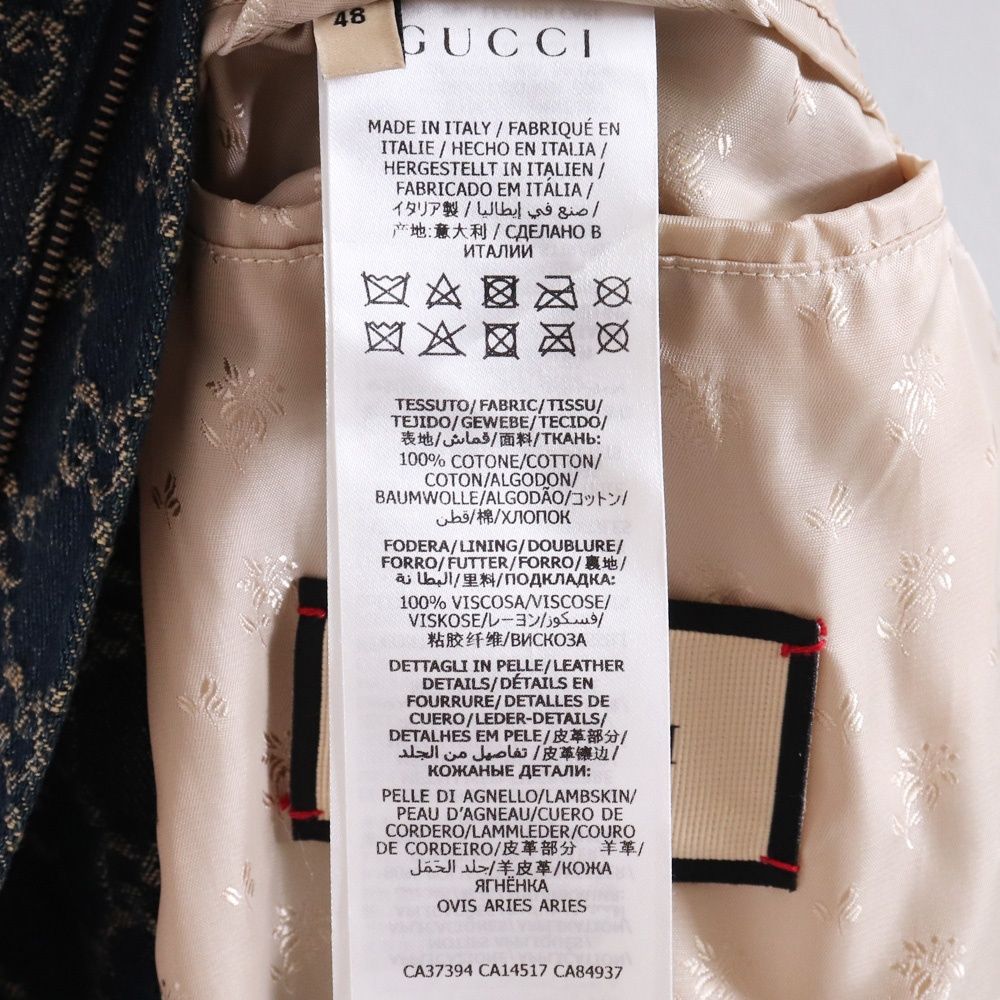 48
GUCCI
MADE IN ITALY / FABRIQUÉ EN
ITALIE / HECHO EN ITALIA /
HERGESTELLT IN ITALIEN /
FABRICADO EM ITÁLIA /
イタリア製 / صنع في إيطاليا /
产地:意大利 / СДЕЛАНО В
ИТАЛИИ
TESSUTO/FABRIC/TISSU/
TEJIDO/GEWEBE/TECIDO/
表地/قماش/面料/ТКАНЬ:
100% COTONE/COTTON/
COTON/ALGODON/
BAUMWOLLE/ALGODÃO/コットン/
قطن/棉/ХЛОПОК
FODERA/LINING/DOUBLURE/
FORRO/FUTTER/FORRO/裏地/
البطانة/里料/ПОДКЛАДКА:
100% VISCOSA/VISCOSE/
VISKOSE/レーヨン/فسكوز/
粘胶纤维/ВИСКОЗА
DETTAGLI IN PELLE/LEATHER
DETAILS/DÉTAILS EN
FOURRURE/DETALLES DE
CUERO/LEDER-DETAILS/
DETALHES EM PELE/皮革部分/
تفاصيل من الجلد/皮革镶边/
КОЖАНЫЕ ДЕТАЛИ:
PELLE DI AGNELLO/LAMBSKIN/
PEAU D'AGNEAU/CUERO DE
CORDERO/LAMMLEDER/COURO
DE CORDEIRO/皮革部分 羊革/
جلد الحَمَل/羊皮革/КОЖА
ЯГНЁНКА
OVIS ARIES ARIES
CA37394 CA14517 CA84937